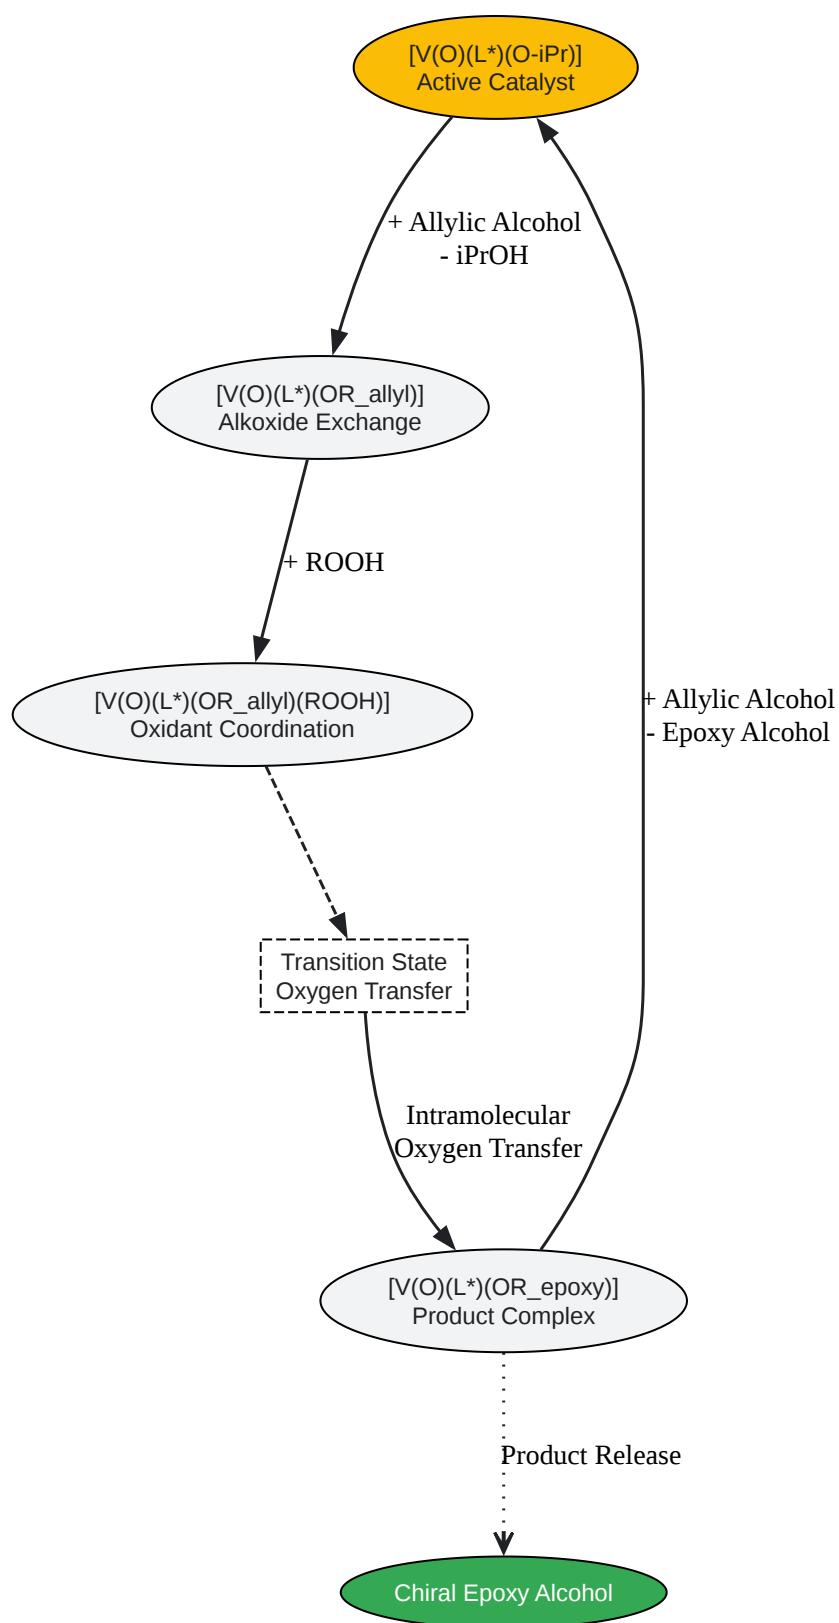 [V(O)(L*)(O-iPr)]
Active Catalyst
+ Allylic Alcohol
- iPrOH
[V(O)(L*)(OR_allyl)]
Alkoxide Exchange
+ ROOH
[V(O)(L*)(OR_allyl)(ROOH)]
Oxidant Coordination
+ Allylic Alcohol
- Epoxy Alcohol
Transition State
Oxygen Transfer
Intramolecular
Oxygen Transfer
[V(O)(L*)(OR_epoxy)]
Product Complex
Product Release
Chiral Epoxy Alcohol